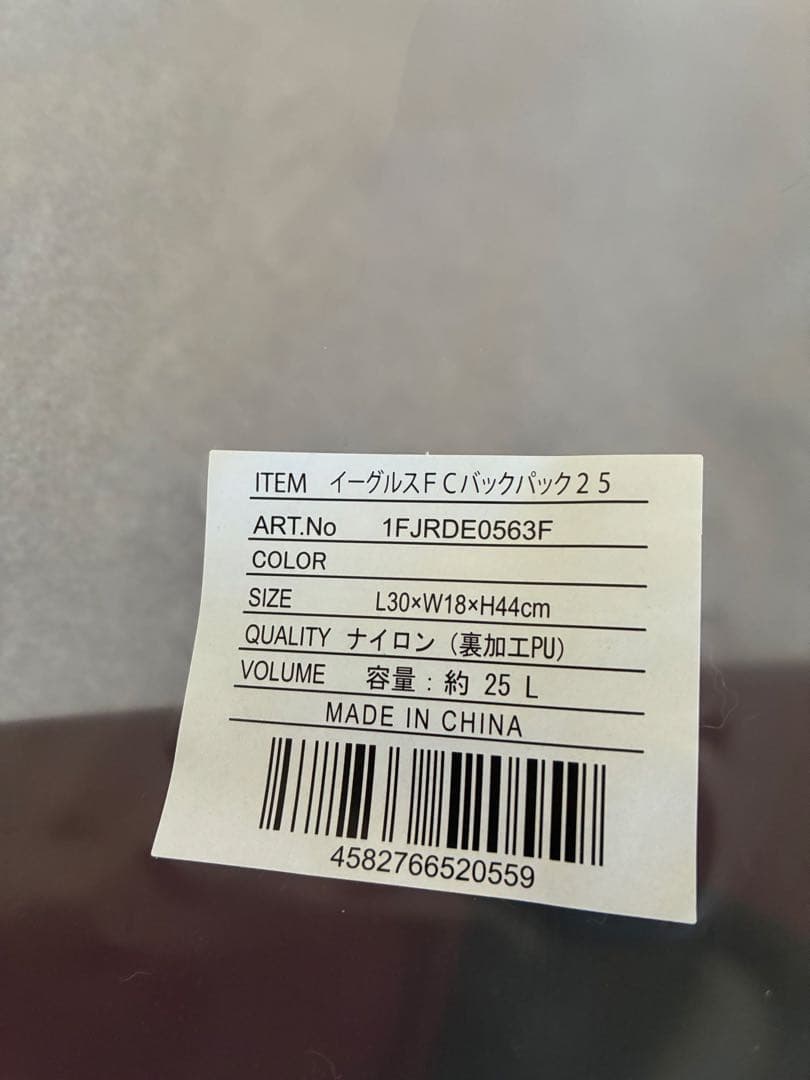 ITEM イーグルスFCバックパック25
ART.No 1FJRDE0563F
COLOR
SIZE L30×W18×H44cm
QUALITY ナイロン（裏加工PU）
VOLUME 容量：約 25 L
MADE IN CHINA
4582766520559